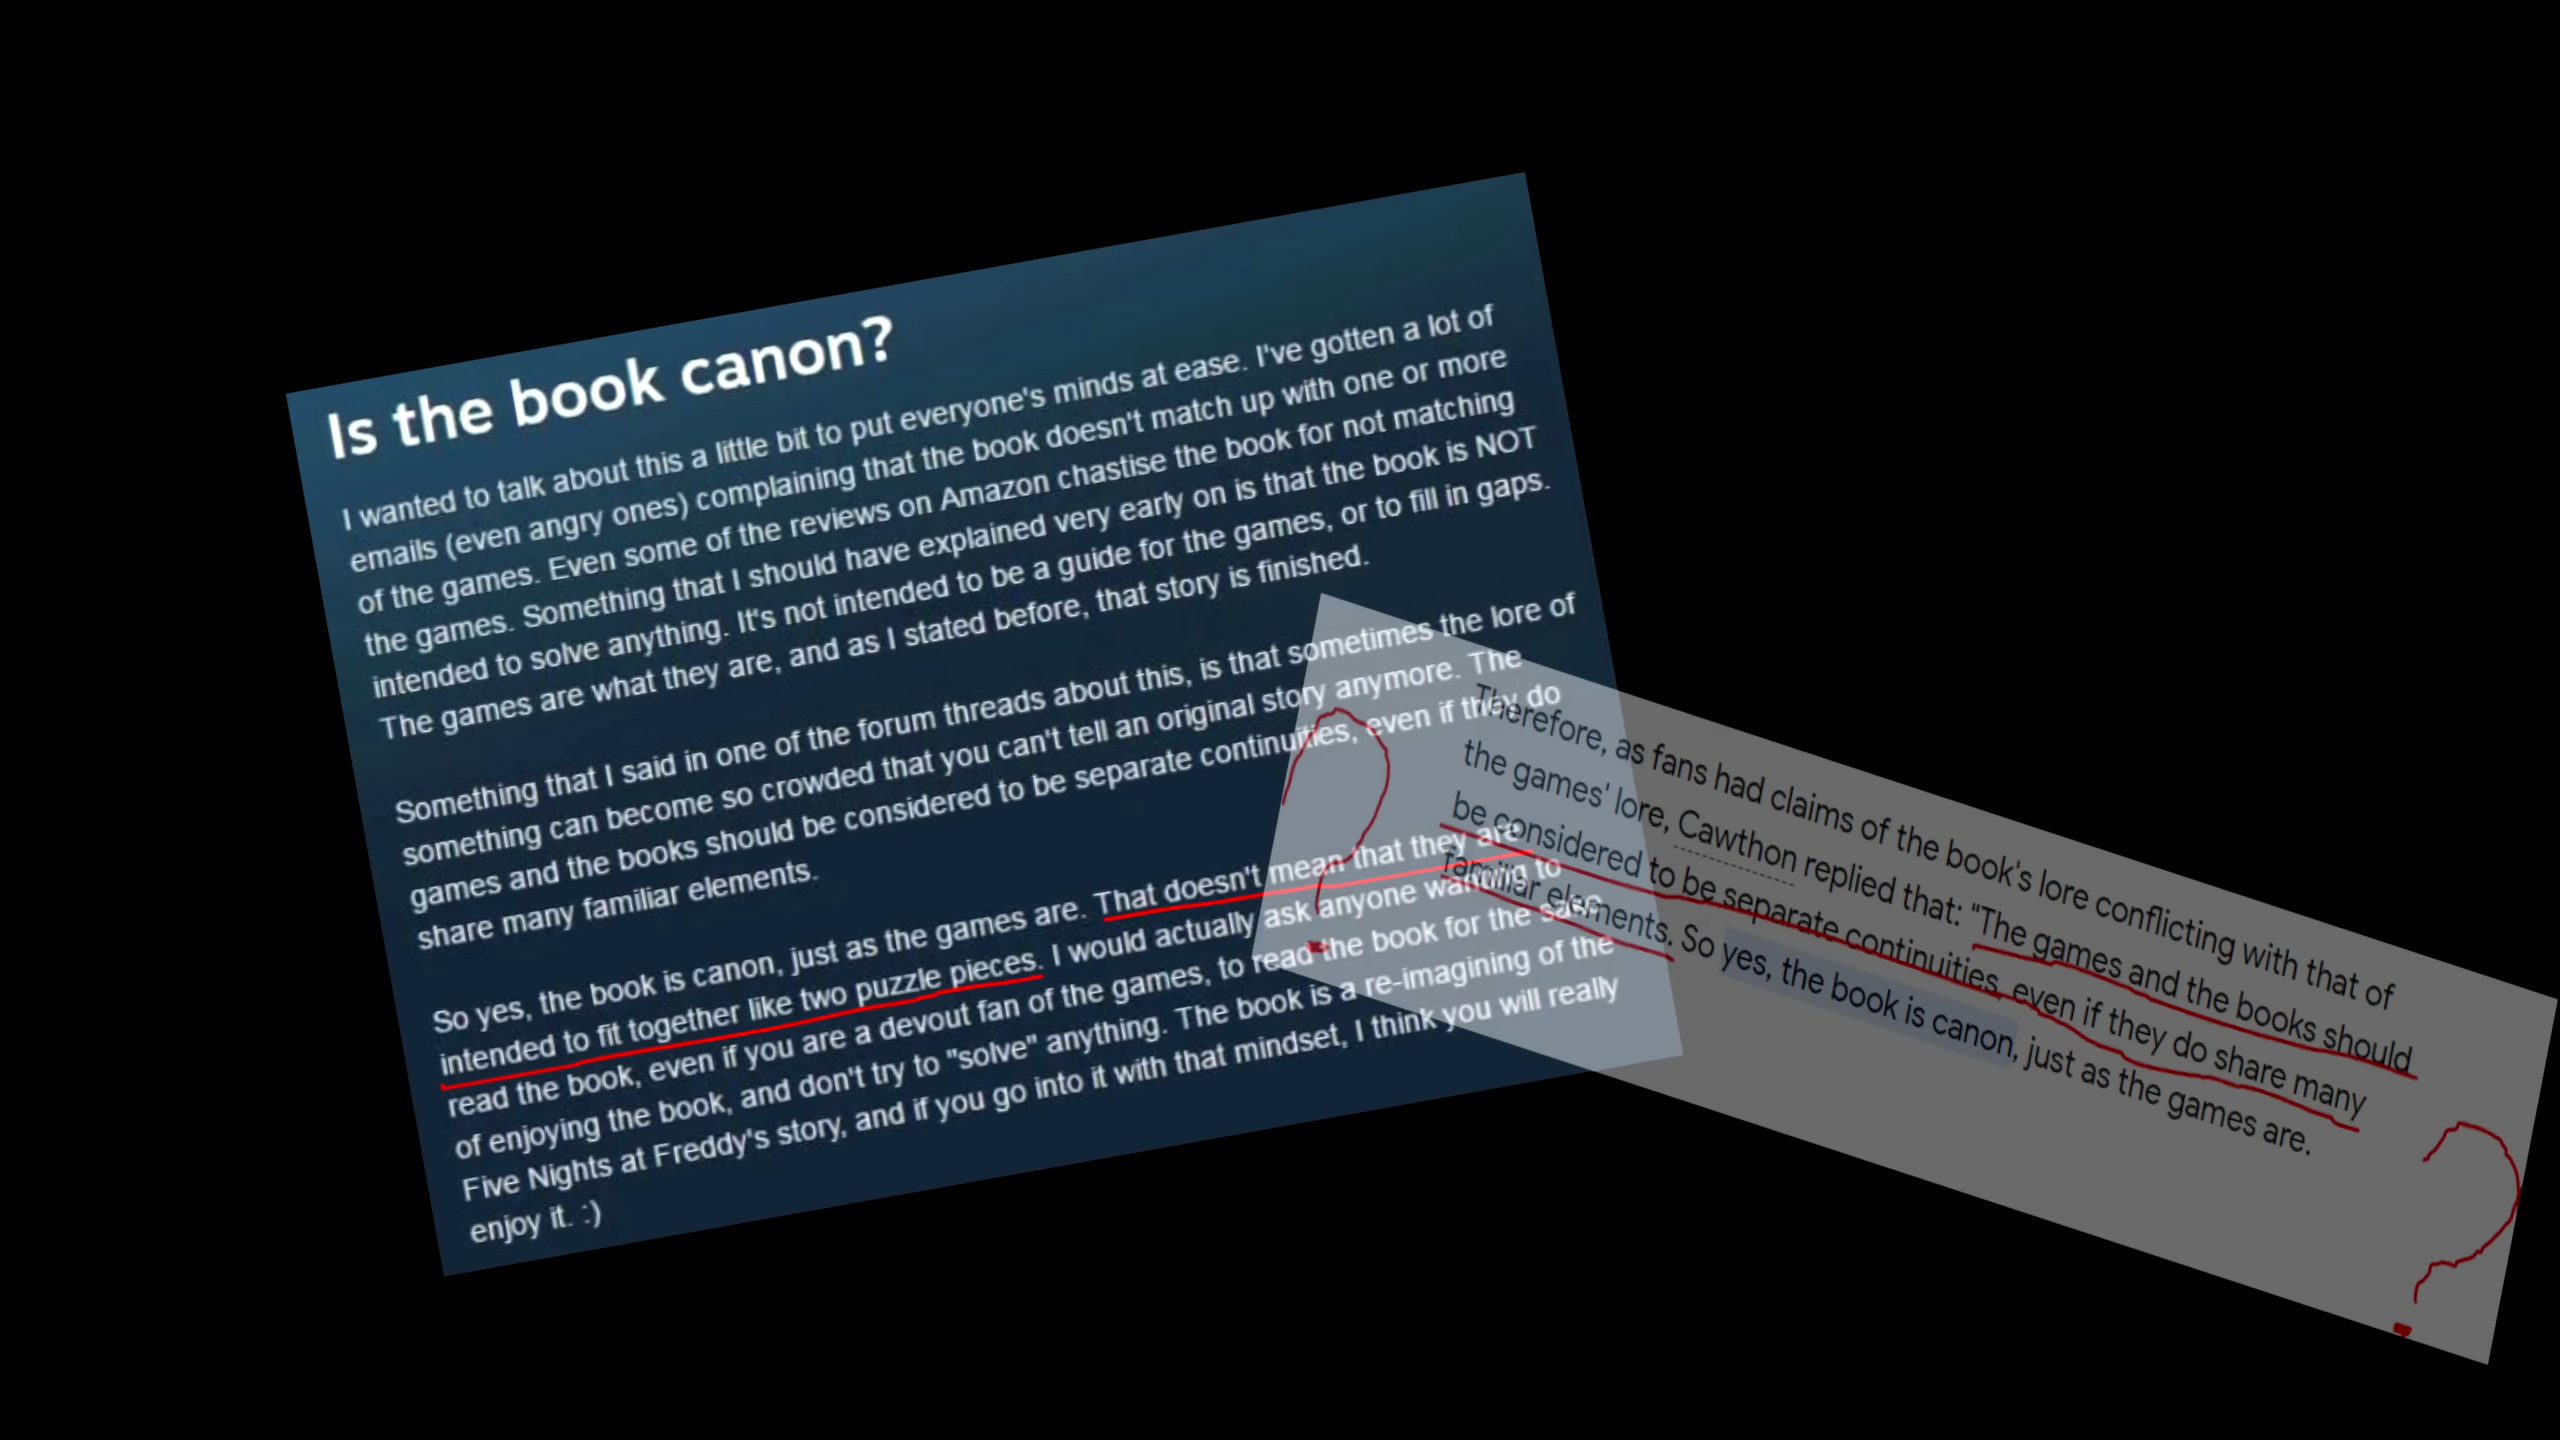 Is the book canon?
I wanted to talk about this a little bit to put everyone's minds at ease. I've gotten a lot of
emails (even angry ones) complaining that the book doesn't match up with one or more
of the games. Even some of the reviews on Amazon chastise the book for not matching
the games. Something that I should have explained very early on is that the book is NOT
intended to solve anything. It's not intended to be a guide for the games, or to fill in gaps.
The games are what they are, and as I stated before, that story is finished.
Something that I said in one of the forum threads about this, is that sometimes the lore of
something can become so crowded that you can't tell an original story anymore. The
games and the books should be considered to be separate continuities, even if they do
share many familiar elements.
So yes, the book is canon, just as the games are. That doesn't mean that they are
intended to fit together like two puzzle pieces. I would actually ask anyone wanting to
read the book, even if you are a devout fan of the games, to read the book for the sake
of enjoying the book, and don't try to "solve" anything. The book is a re-imagining of the
Five Nights at Freddy's story, and if you go into it with that mindset, I think you will really
enjoy it. :)
?
Therefore, as fans had claims of the book's lore conflicting with that of
the games' lore, Cawthon replied that: "The games and the books should
be considered to be separate continuities, even if they do share many
familiar elements. So yes, the book is canon, just as the games are.
?